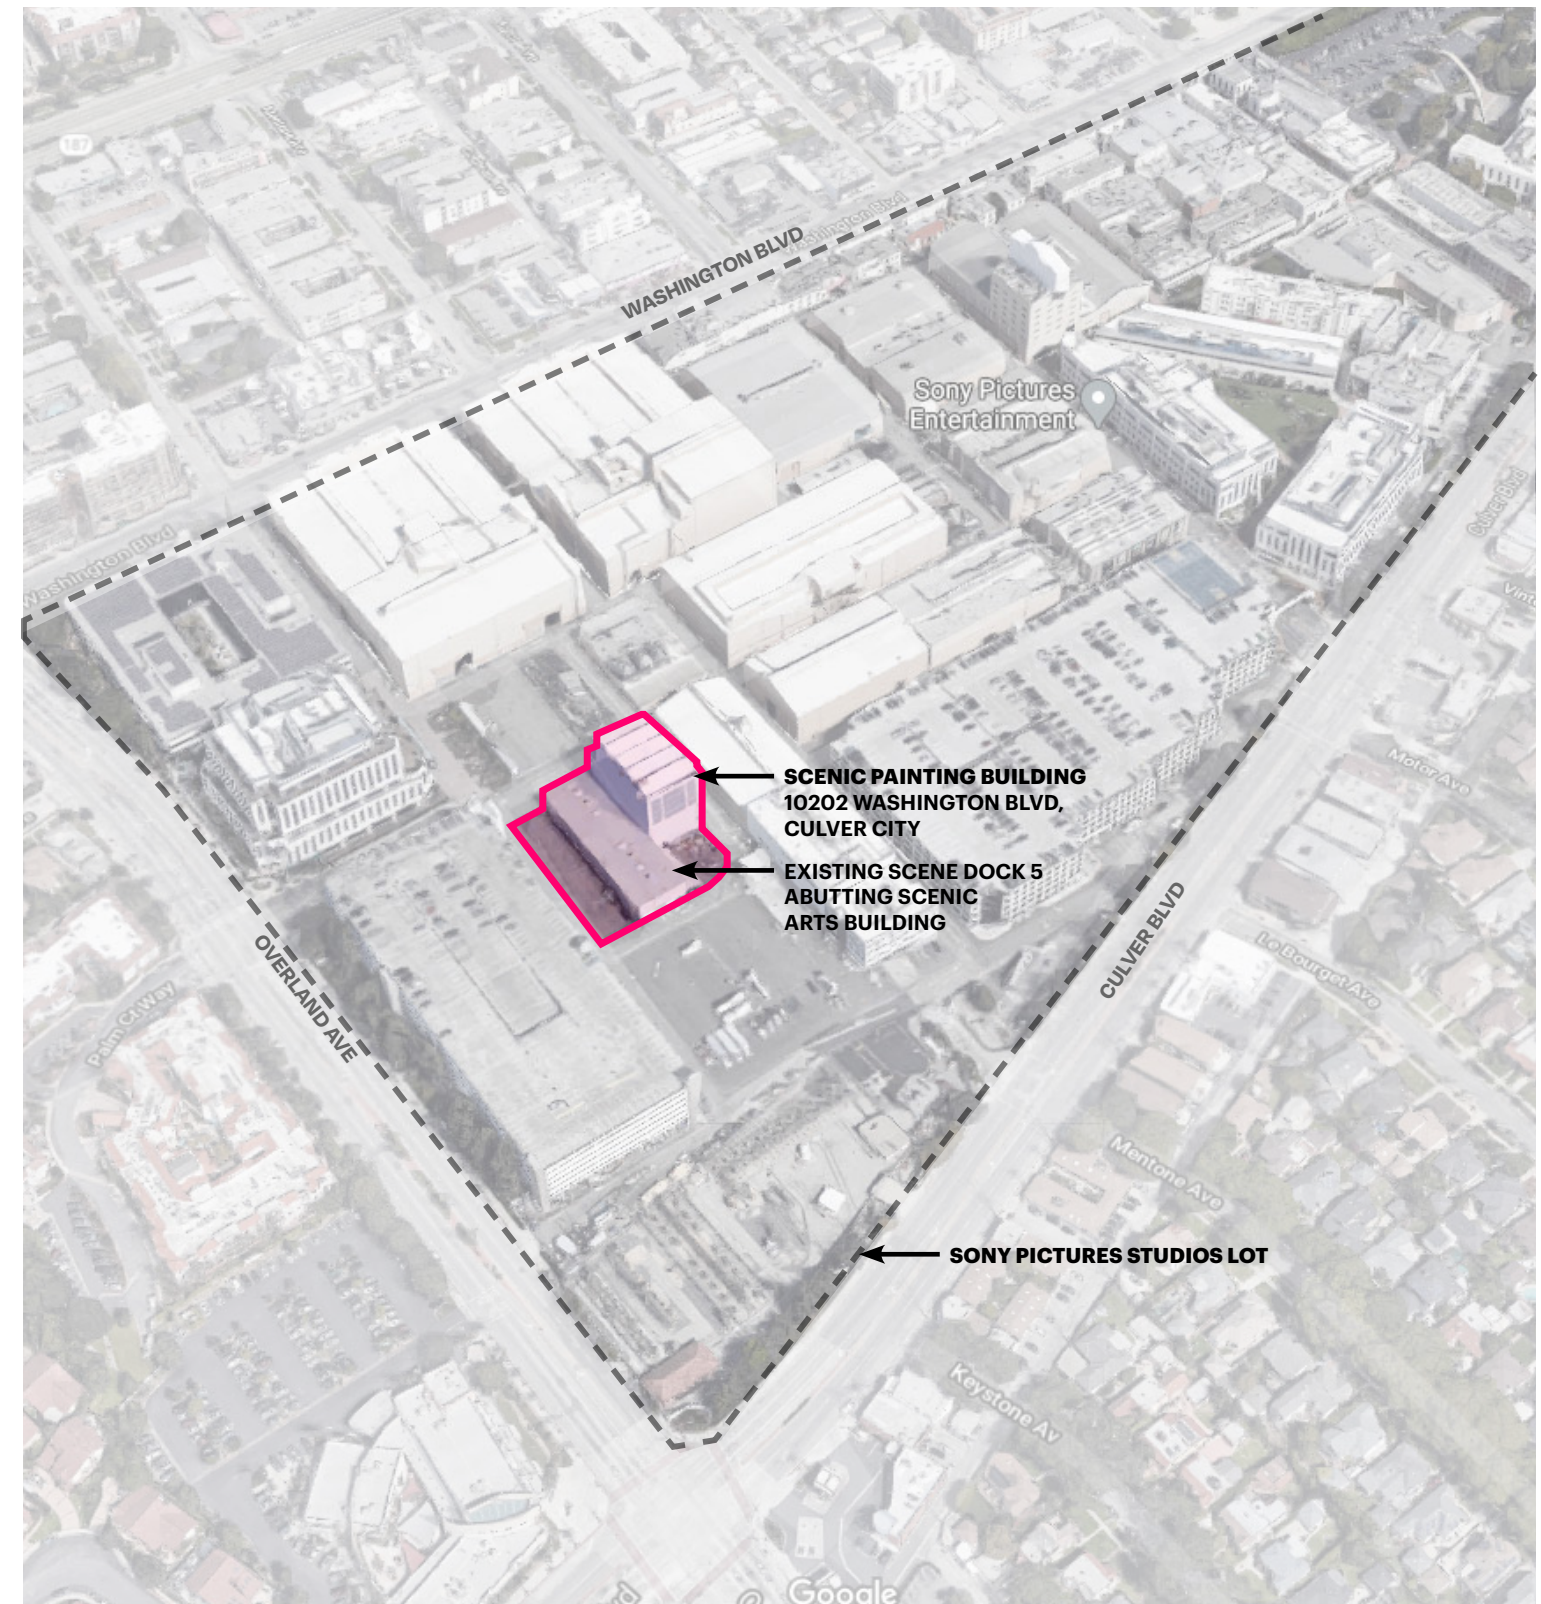 187
WASHINGTON BLVD
Washington Blvd
Sony Pictures
Entertainment
Culver Blvd
Washington Blvd
Motor Ave
SCENIC PAINTING BUILDING
10202 WASHINGTON BLVD,
CULVER CITY
EXISTING SCENE DOCK 5
ABUTTING SCENIC
ARTS BUILDING
OVERLAND AVE
CULVER BLVD
Le Bourget Ave
Palm Ct Way
Mentone Ave
SONY PICTURES STUDIOS LOT
Keystone Av
Google